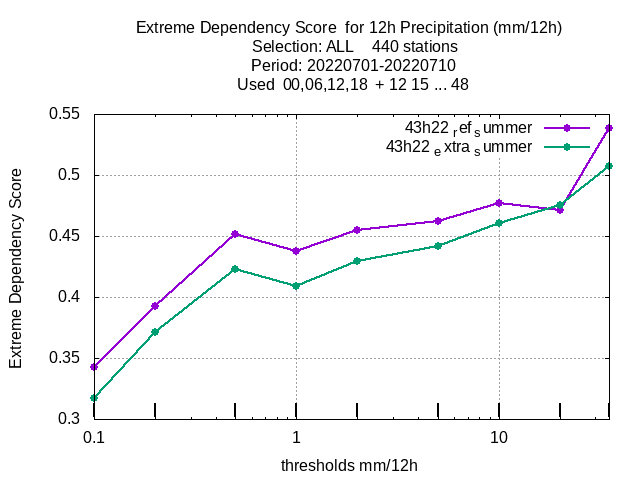 Extreme Dependency Score  for 12h Precipitation (mm/12h)
Selection: ALL    440 stations
Period: 20220701-20220710
Used  00,06,12,18  + 12 15 ... 48
43h22 ref summer
43h22 extra summer
Extreme Dependency Score
0.55
0.5
0.45
0.4
0.35
0.3
0.1 1 10
thresholds mm/12h